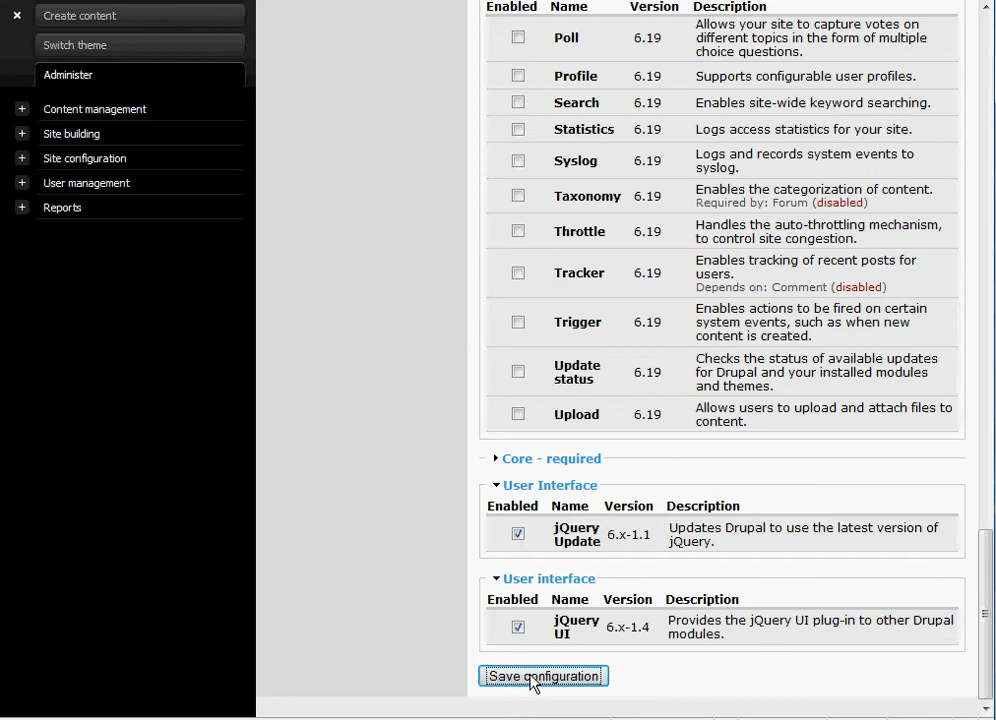 Create content
Switch theme
Administer
Content management
Site building
Site configuration
User management
Reports
Enabled Name Version Description
Poll 6.19 Allows your site to capture votes on
different topics in the form of multiple
choice questions.
Profile 6.19 Supports configurable user profiles.
Search 6.19 Enables site-wide keyword searching.
Statistics 6.19 Logs access statistics for your site.
Syslog 6.19 Logs and records system events to
syslog.
Taxonomy 6.19 Enables the categorization of content.
Required by: Forum (disabled)
Throttle 6.19 Handles the auto-throttling mechanism,
to control site congestion.
Tracker 6.19 Enables tracking of recent posts for
users.
Depends on: Comment (disabled)
Trigger 6.19 Enables actions to be fired on certain
system events, such as when new
content is created.
Update
status 6.19 Checks the status of available updates
for Drupal and your installed modules
and themes.
Upload 6.19 Allows users to upload and attach files to
content.
Core - required
User Interface
Enabled Name Version Description
jQuery
Update 6.x-1.1 Updates Drupal to use the latest version of
jQuery.
User interface
Enabled Name Version Description
jQuery
UI 6.x-1.4 Provides the jQuery UI plug-in to other Drupal
modules.
Save configuration